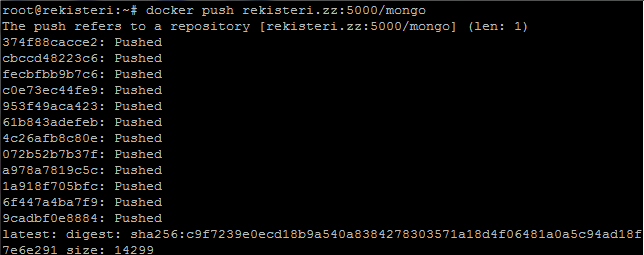 root@rekisteri:~# docker push rekisteri.zz:5000/mongo
The push refers to a repository [rekisteri.zz:5000/mongo] (len: 1)
374f88cacce2: Pushed
cbccd48223c6: Pushed
fecbfbb9b7c6: Pushed
c0e73ec44fe9: Pushed
953f49aca423: Pushed
61b843adefeb: Pushed
4c26afb8c80e: Pushed
072b52b7b37f: Pushed
a978a7819c5c: Pushed
1a918f705bfc: Pushed
6f447a4ba7f9: Pushed
9cadbf0e8884: Pushed
latest: digest: sha256:c9f7239e0ecd18b9a540a8384278303571a18d4f06481a0a5c94ad18f
7e6e291 size: 14299